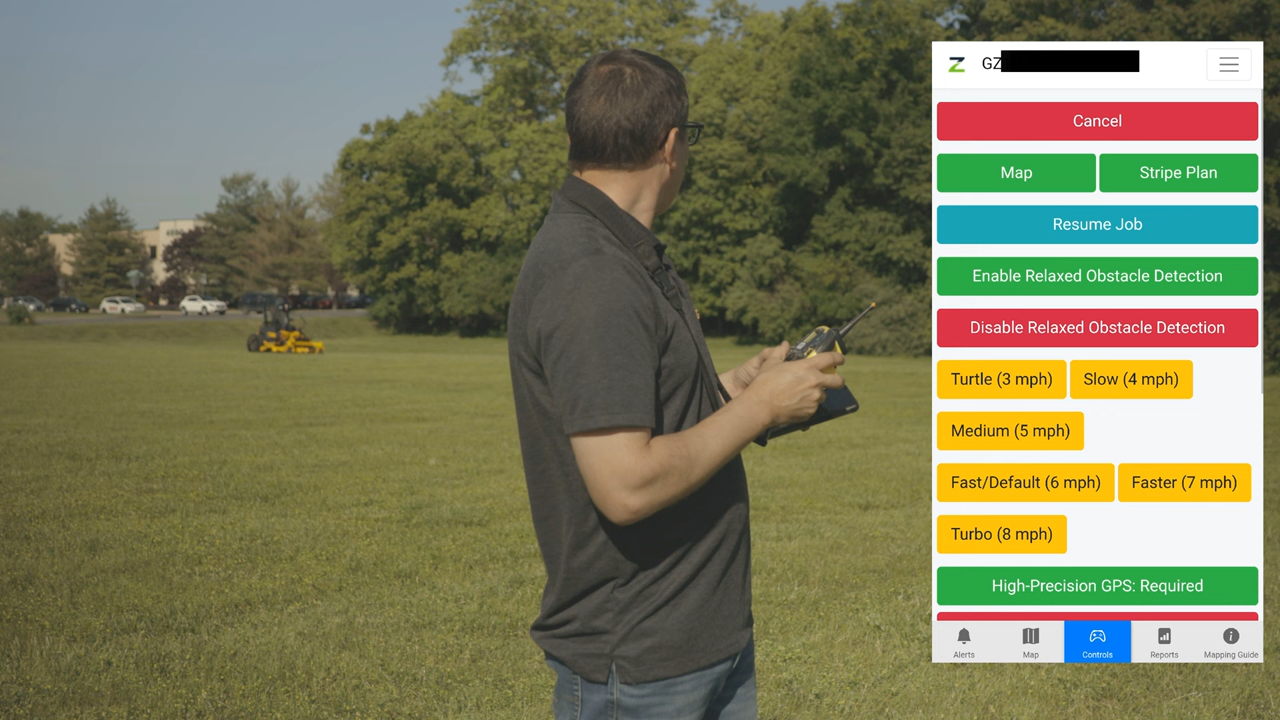 GZ
Cancel
Map Stripe Plan
Resume Job
Enable Relaxed Obstacle Detection
Disable Relaxed Obstacle Detection
Turtle (3 mph) Slow (4 mph)
Medium (5 mph)
Fast/Default (6 mph) Faster (7 mph)
Turbo (8 mph)
High-Precision GPS: Required
Alerts Map Controls Reports Mapping Guide